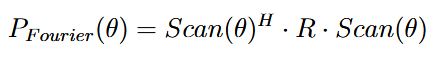 P_{Fourier}(θ) = Scan(θ)^H · R · Scan(θ)